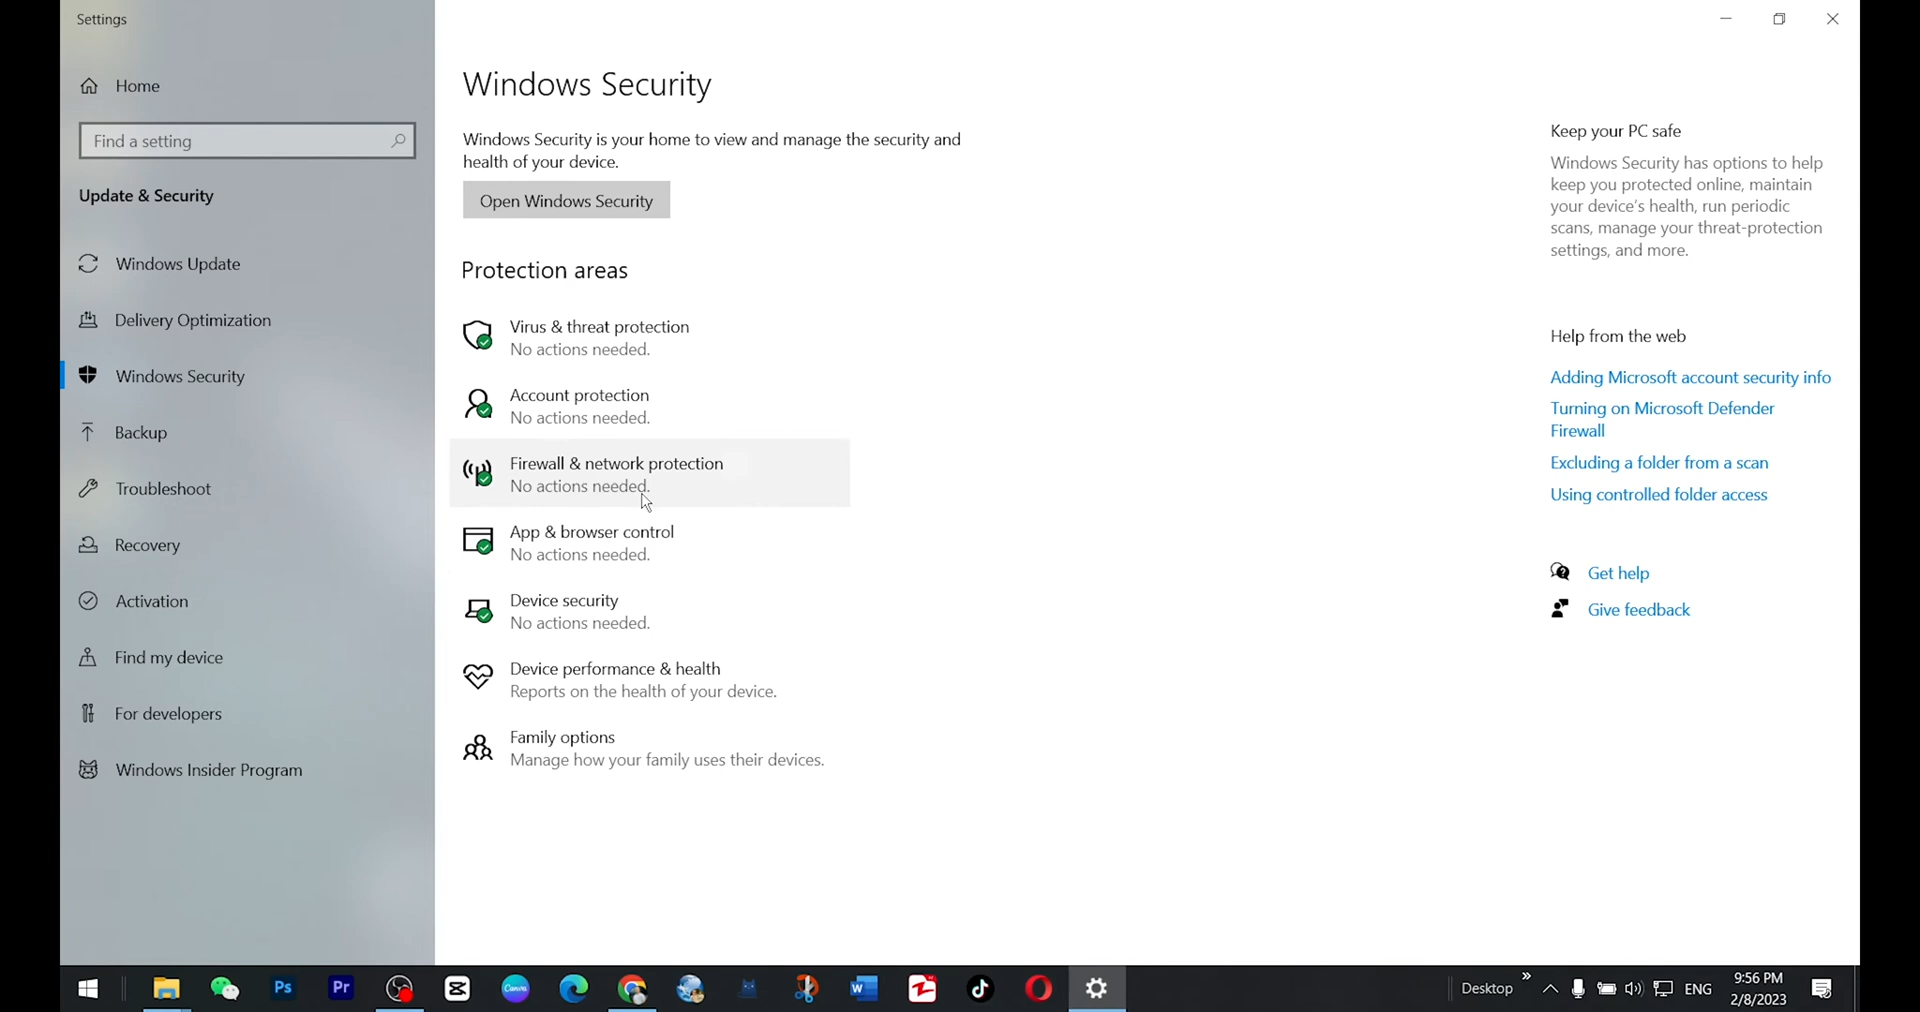 Settings
Home
Find a setting
Update & Security
Windows Update
Delivery Optimization
Windows Security
Backup
Troubleshoot
Recovery
Activation
Find my device
For developers
Windows Insider Program
Windows Security
Windows Security is your home to view and manage the security and
health of your device.
Open Windows Security
Protection areas
Virus & threat protection
No actions needed.
Account protection
No actions needed.
Firewall & network protection
No actions needed.
App & browser control
No actions needed.
Device security
No actions needed.
Device performance & health
Reports on the health of your device.
Family options
Manage how your family uses their devices.
Keep your PC safe
Windows Security has options to help
keep you protected online, maintain
your device's health, run periodic
scans, manage your threat-protection
settings, and more.
Help from the web
Adding Microsoft account security info
Turning on Microsoft Defender
Firewall
Excluding a folder from a scan
Using controlled folder access
Get help
Give feedback
Ps
Pr
Canva
W
Desktop
ENG
9:56 PM
2/8/2023